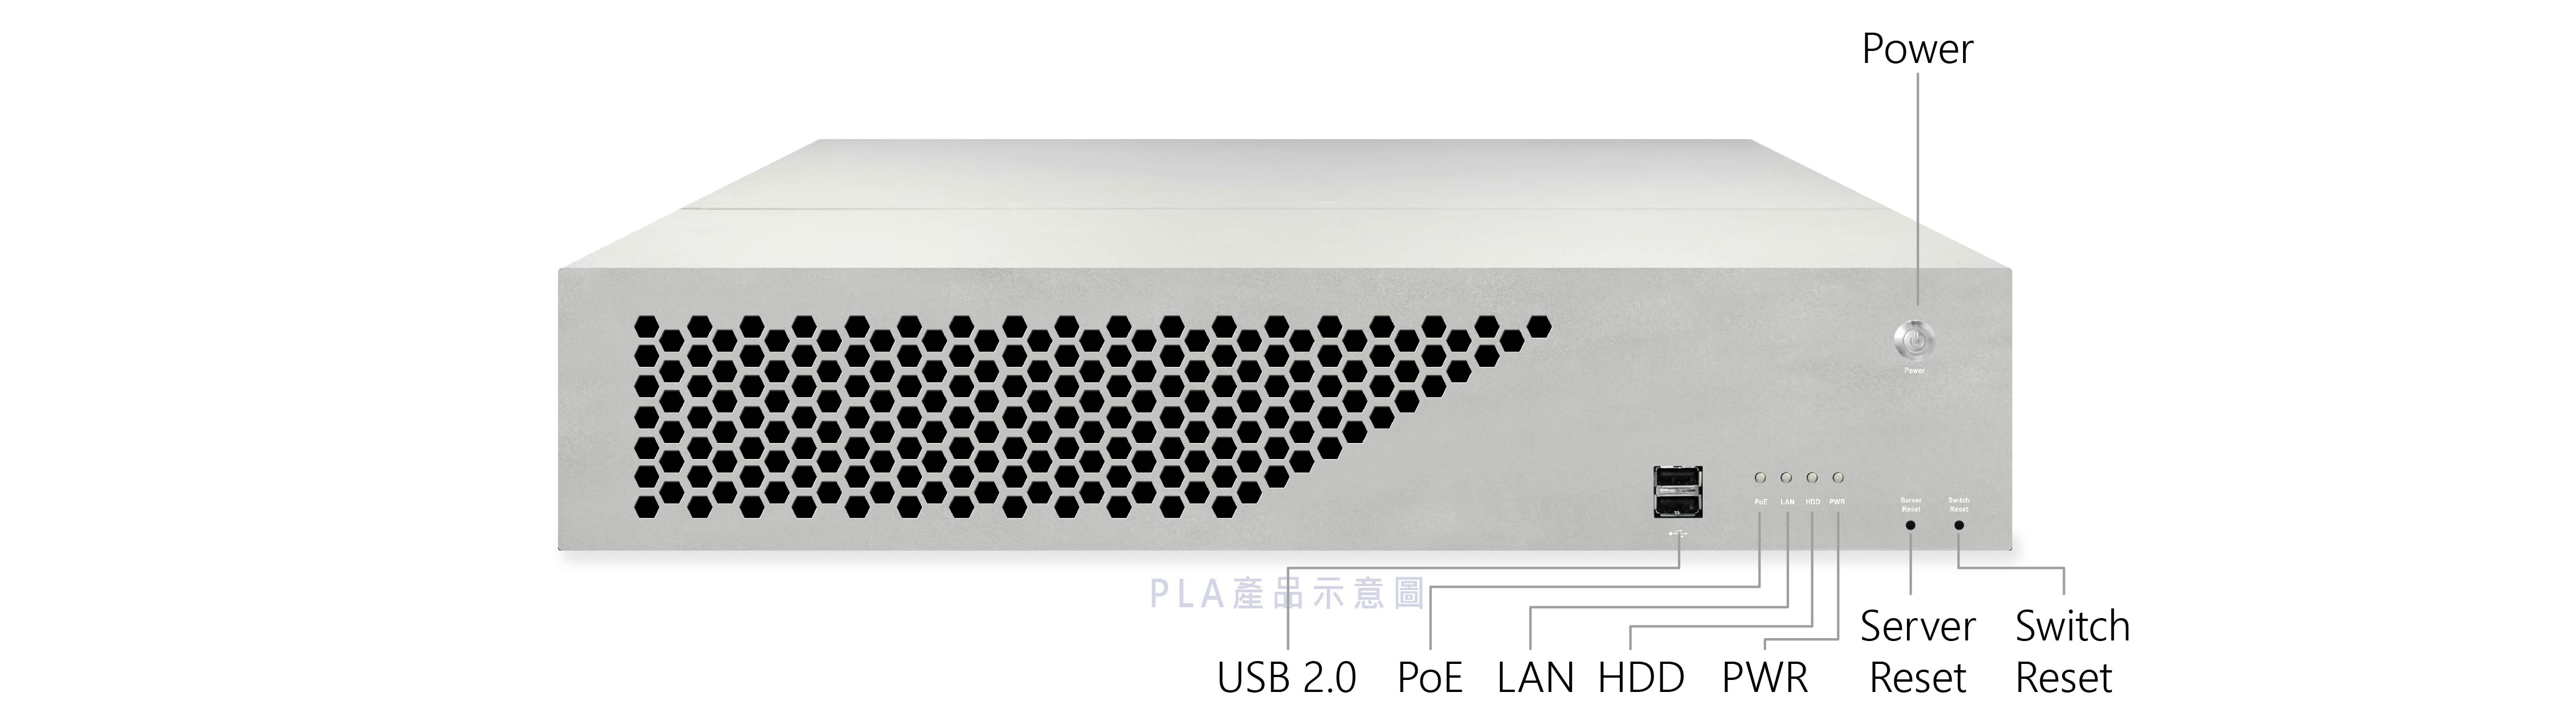 Power
Power
PoE LAN HDD PWR
Server
Reset
Switch
Reset
PLA產品示意圖
USB 2.0 PoE LAN HDD PWR
Server
Reset
Switch
Reset